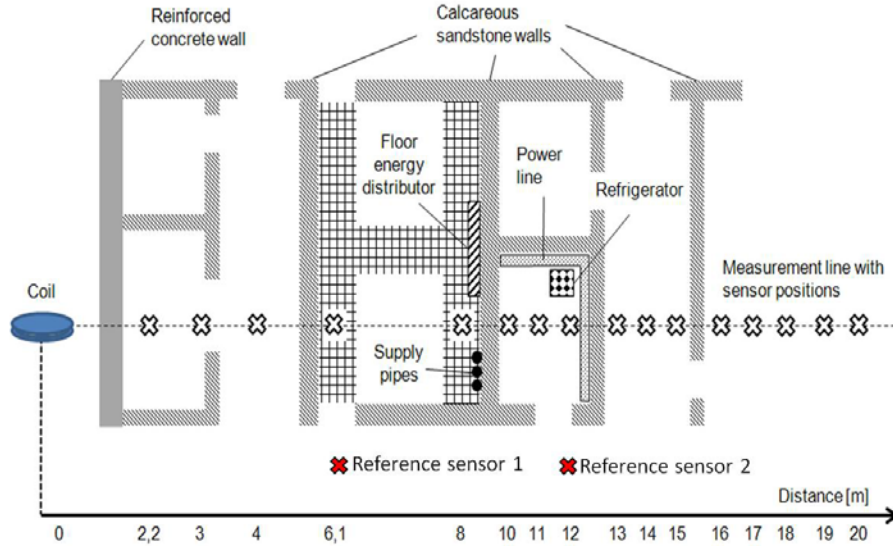 Reinforced
concrete wall
Calcareous
sandstone walls
Floor
energy
distributor
Power
line
Refrigerator
Measurement line with
sensor positions
Coil
Supply
pipes
Reference sensor 1
Reference sensor 2
Distance [m]
0 2,2 3 4 6,1 8 10 11 12 13 14 15 16 17 18 19 20